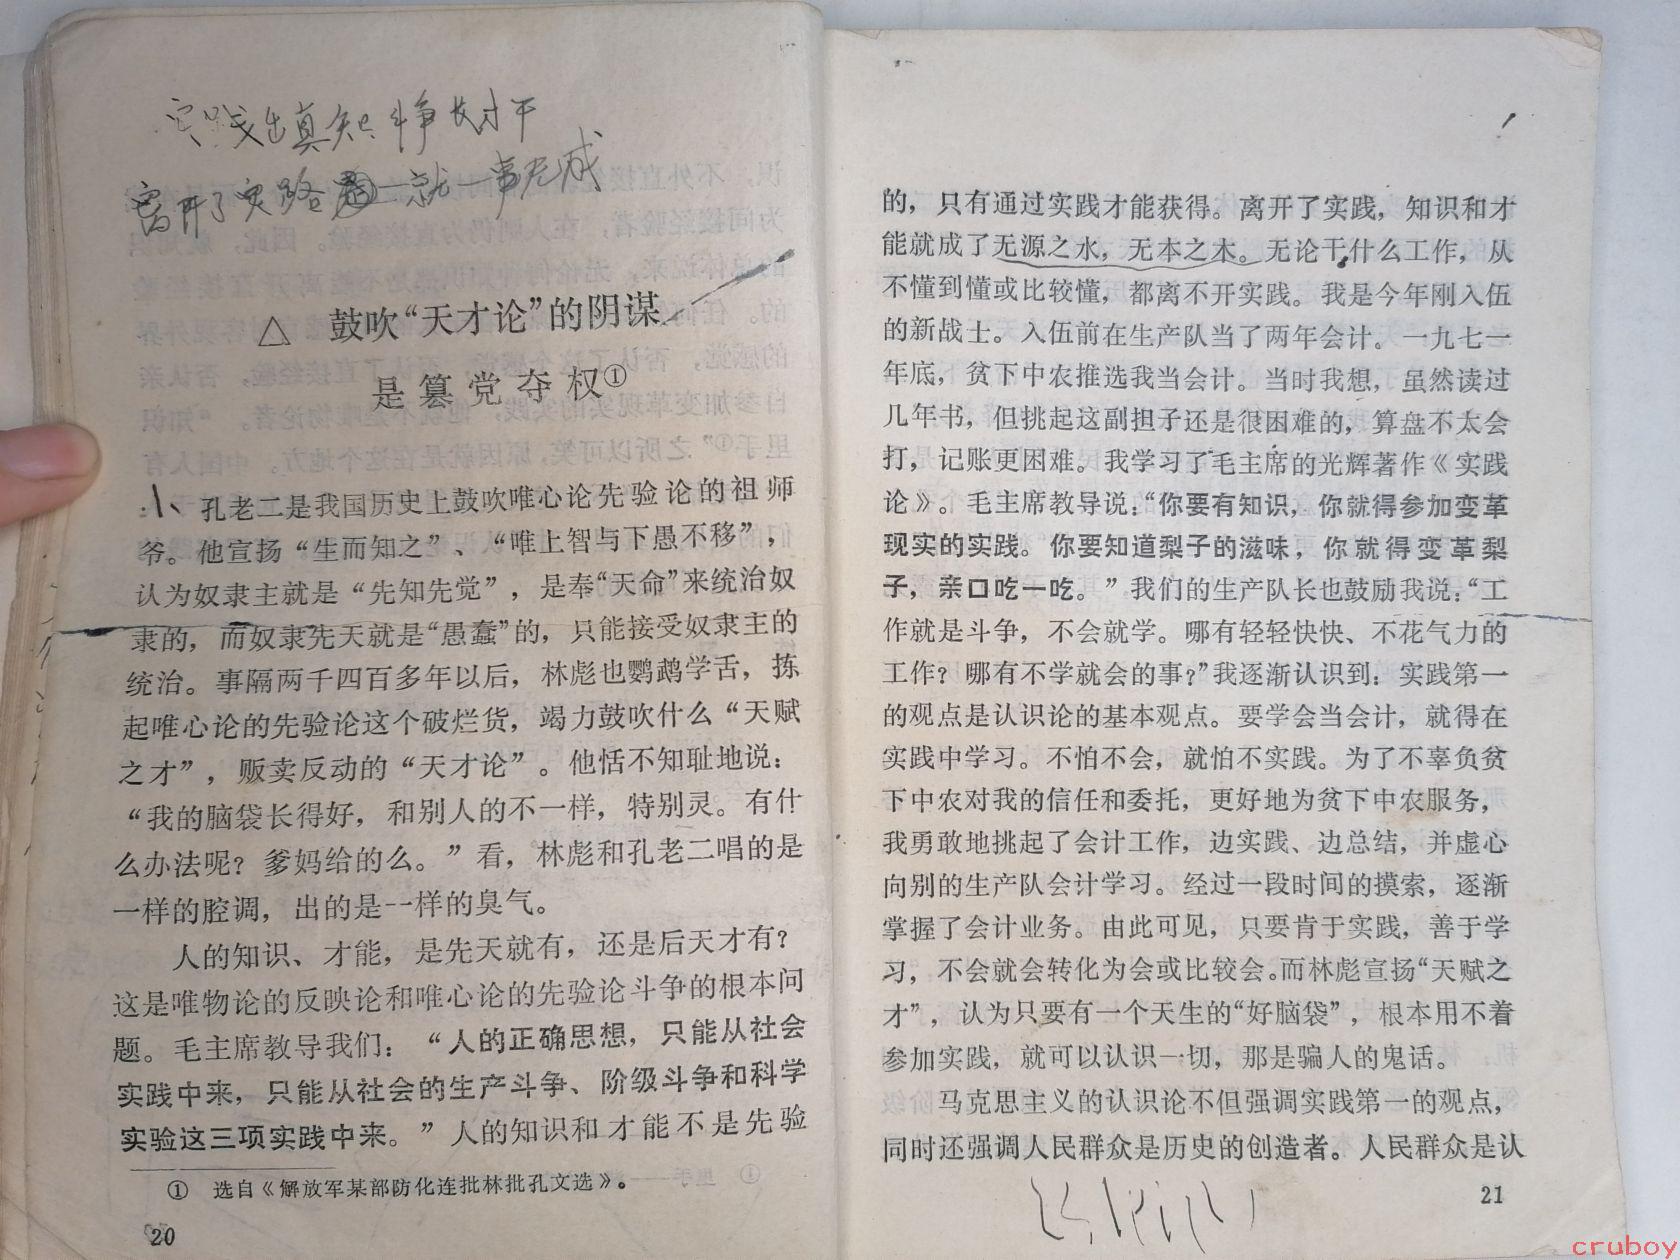 实践出真知斗争长才干
离开了实路一就一事无成
△ 鼓吹“天才论”的阴谋
是篡党夺权①
孔老二是我国历史上鼓吹唯心论先验论的祖师
爷。他宣扬“生而知之”、“唯上智与下愚不移”，
认为奴隶主就是“先知先觉”，是奉“天命”来统治奴
隶的，而奴隶先天就是“愚蠢”的，只能接受奴隶主的
统治。事隔两千四百多年以后，林彪也鹦鹉学舌，拣
起唯心论的先验论这个破烂货，竭力鼓吹什么“天赋
之才”，贩卖反动的“天才论”。他恬不知耻地说：
“我的脑袋长得好，和别人的不一样，特别灵。有什
么办法呢？爹妈给的么。”看，林彪和孔老二唱的是
一样的腔调，出的是一样的臭气。
人的知识、才能，是先天就有，还是后天才有？
这是唯物论的反映论和唯心论的先验论斗争的根本问
题。毛主席教导我们：“人的正确思想，只能从社会
实践中来，只能从社会的生产斗争、阶级斗争和科学
实验这三项实践中来。”人的知识和才能不是先验
① 选自《解放军某部防化连批林批孔文选》。
20
的，只有通过实践才能获得。离开了实践，知识和才
能就成了无源之水，无本之木。无论干什么工作，从
不懂到懂或比较懂，都离不开实践。我是今年刚入伍
的新战士。入伍前在生产队当了两年会计。一九七一
年底，贫下中农推选我当会计。当时我想，虽然读过
几年书，但挑起这副担子还是很困难的，算盘不太会
打，记账更困难。我学习了毛主席的光辉著作《实践
论》。毛主席教导说：“你要有知识，你就得参加变革
现实的实践。你要知道梨子的滋味，你就得变革梨
子，亲口吃一吃。”我们的生产队长也鼓励我说：“工
作就是斗争，不会就学。哪有轻轻快快、不花气力的
工作？哪有不学就会的事？”我逐渐认识到：实践第一
的观点是认识论的基本观点。要学会当会计，就得在
实践中学习。不怕不会，就怕不实践。为了不辜负贫
下中农对我的信任和委托，更好地为贫下中农服务，
我勇敢地挑起了会计工作，边实践、边总结，并虚心
向别的生产队会计学习。经过一段时间的摸索，逐渐
掌握了会计业务。由此可见，只要肯于实践，善于学
习，不会就会转化为会或比较会。而林彪宣扬“天赋之
才”，认为只要有一个天生的“好脑袋”，根本用不着
参加实践，就可以认识一切，那是骗人的鬼话。
马克思主义的认识论不但强调实践第一的观点，
同时还强调人民群众是历史的创造者。人民群众是认
21
cruboy